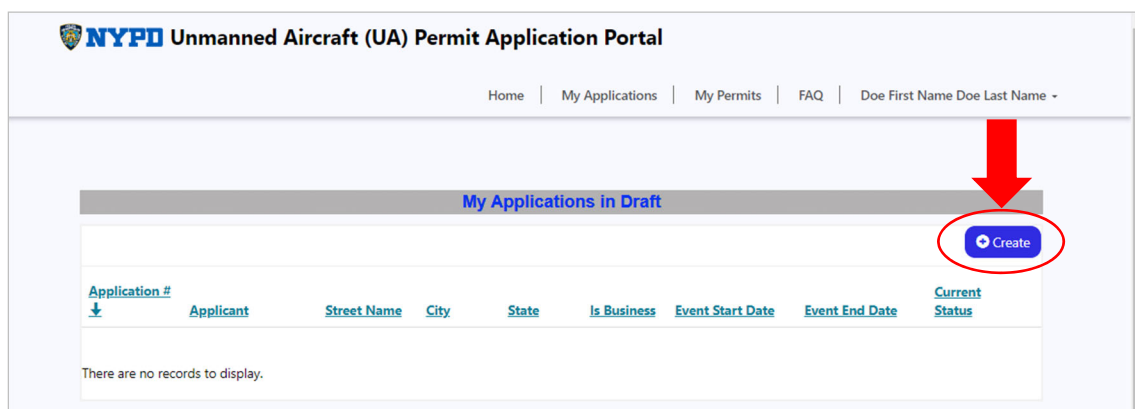 NYPD Unmanned Aircraft (UA) Permit Application Portal
Home | My Applications | My Permits | FAQ | Doe First Name Doe Last Name
My Applications in Draft
Create
Application # Applicant Street Name City State Is Business Event Start Date Event End Date Current Status
There are no records to display.